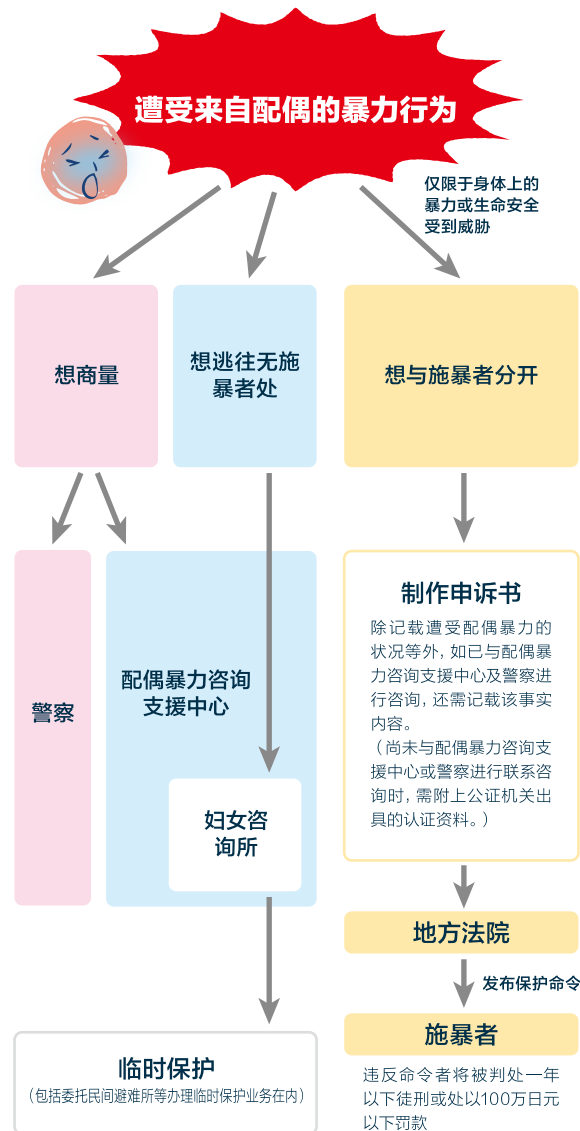 遭受来自配偶的暴力行为
仅限于身体上的
暴力或生命安全
受到威胁
想商量
想逃往无施
暴者处
想与施暴者分开
警察
配偶暴力咨询
支援中心
妇女咨
询所
临时保护
（包括委托民间避难所等办理临时保护业务在内）
制作申诉书
除记载遭受配偶暴力的
状况等外，如已与配偶暴
力咨询支援中心及警察进
行咨询，还需记载该事实
内容。
（尚未与配偶暴力咨询支
援中心或警察进行联系咨
询时，需附上公证机关出
具的认证资料。）
地方法院
发布保护命令
施暴者
违反命令者将被判处一年
以下徒刑或处以100万日元
以下罚款